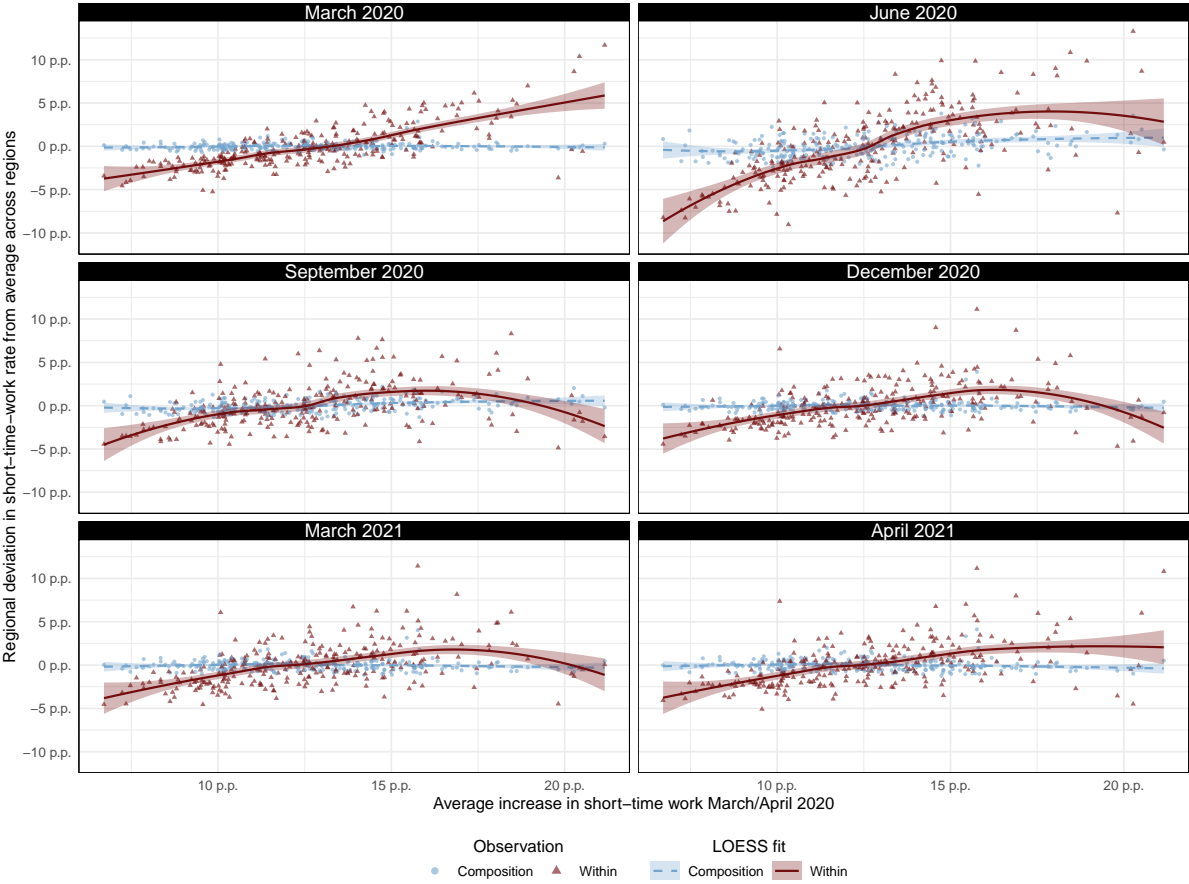 March 2020
June 2020
10 p.p.
5 p.p.
0 p.p.
−5 p.p.
−10 p.p.
September 2020
December 2020
10 p.p.
5 p.p.
0 p.p.
−5 p.p.
−10 p.p.
March 2021
April 2021
10 p.p.
5 p.p.
0 p.p.
−5 p.p.
−10 p.p.
10 p.p.
15 p.p.
20 p.p.
10 p.p.
15 p.p.
20 p.p.
Regional deviation in short−time−work rate from average across regions
Average increase in short−time work March/April 2020
Observation
Composition
Within
LOESS fit
Composition
Within